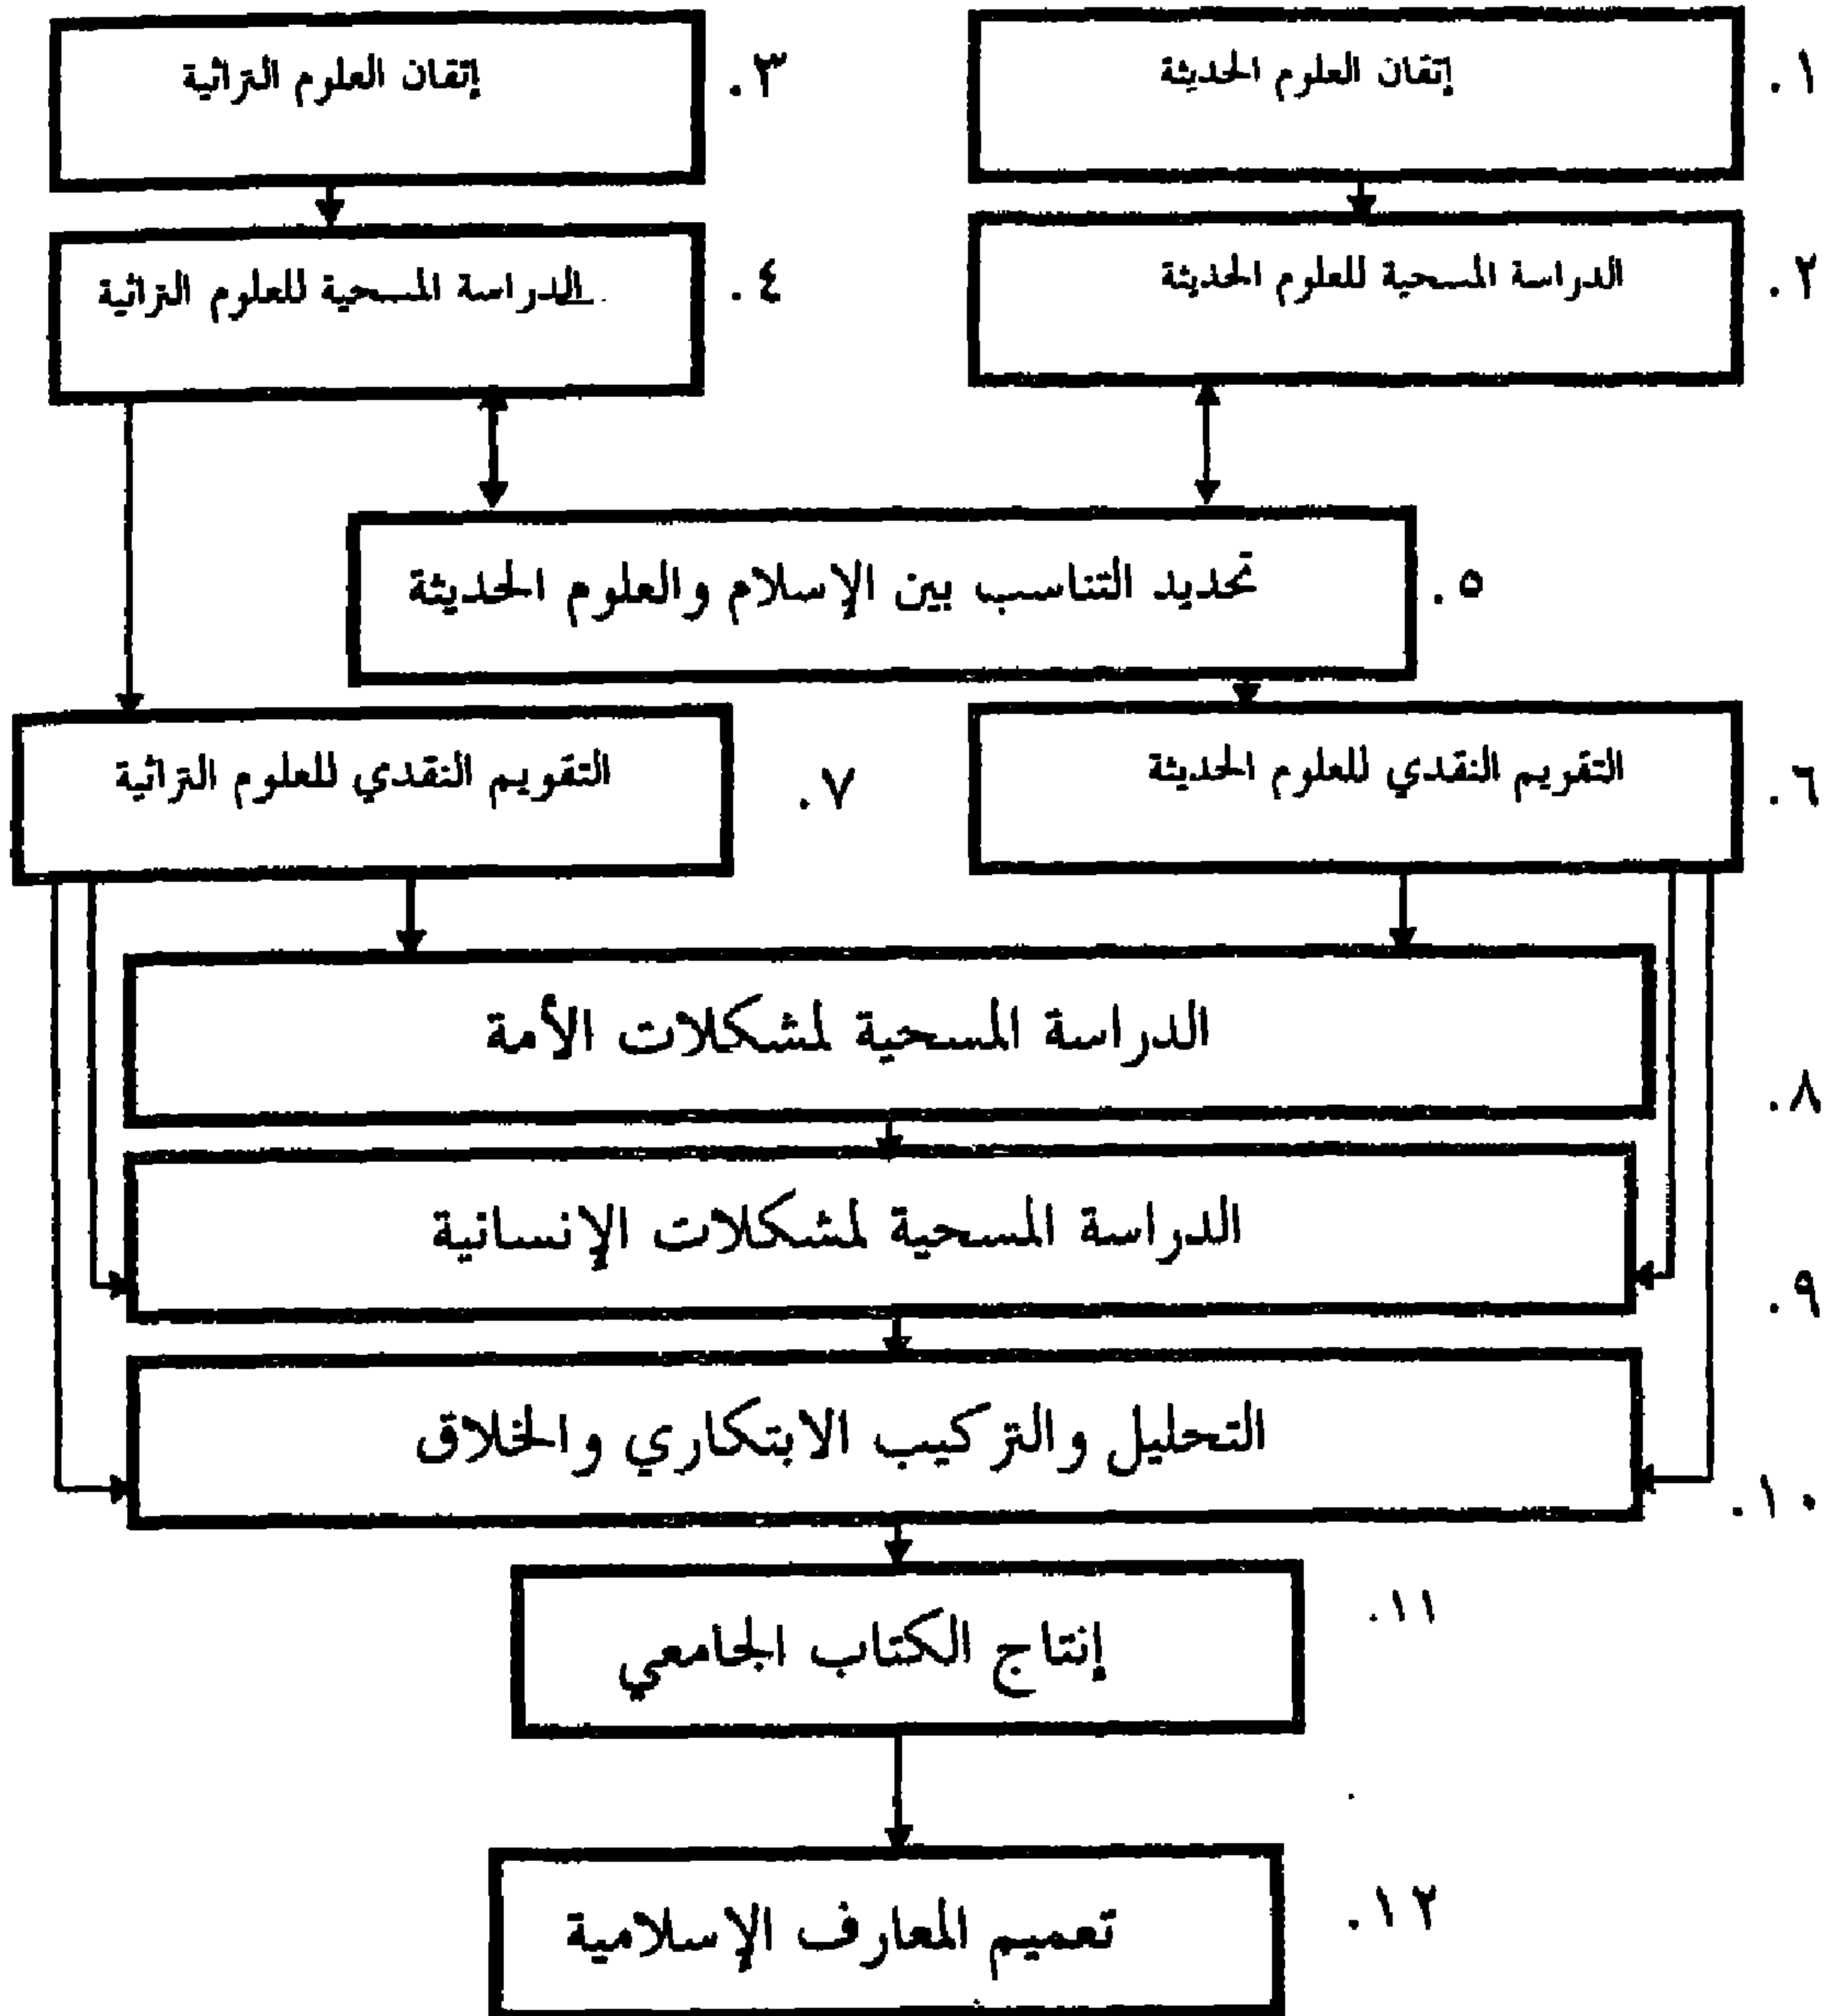 ١. إتقان العلوم الحديثة
٢. الدراسة المسحية للعلوم الحديثة
٣. إتقان العلوم التراثية
٤. الدراسة المسحية للعلوم التراثية
٥. تحديد التناسب بين الإسلام والعلوم الحديثة
٦. التقويم النقدي للعلوم الحديثة
٧. التقويم النقدي للعلوم التراثية
٨. الدراسة المسحية لمشكلات الأمة
٩. الدراسة المسحية لمشكلات الإنسانية
١٠. التحليل والتركيب الابتكاري والخلاق
١١. إنتاج الكتاب الجامعي
١٢. تعميم المعارف الإسلامية